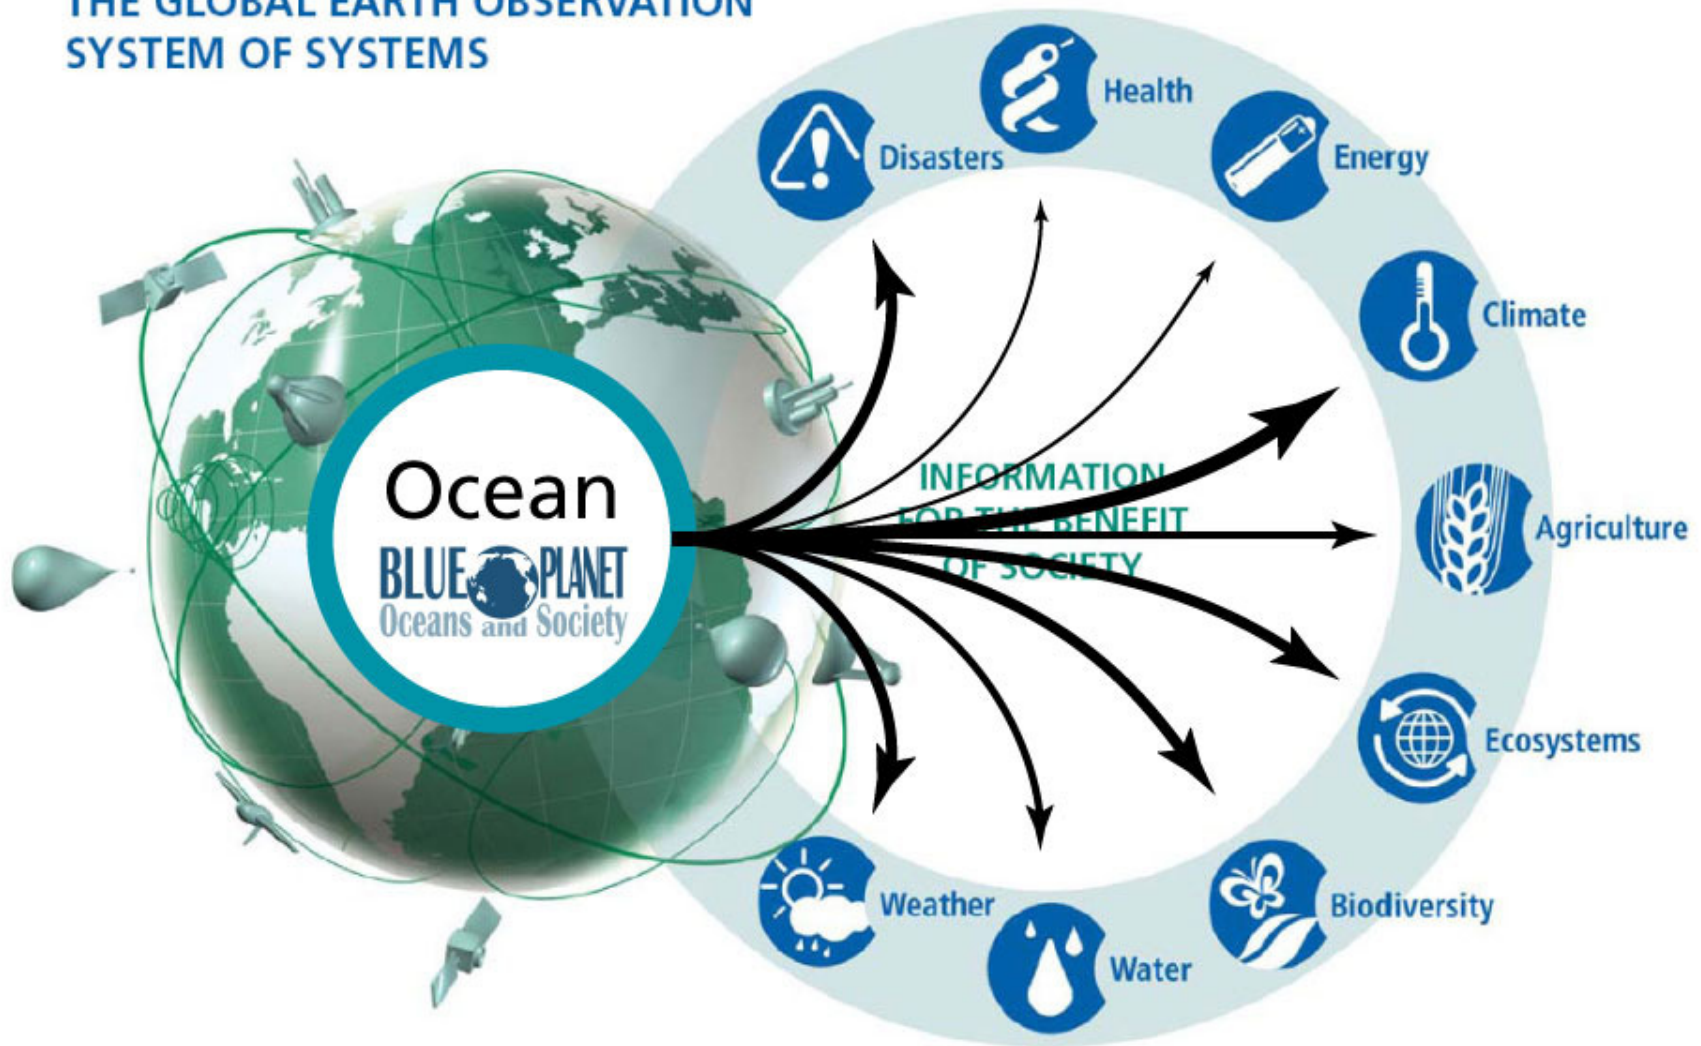 THE GLOBAL EARTH OBSERVATION
SYSTEM OF SYSTEMS
Health
Disasters
Energy
Climate
Ocean
BLUE PLANET
Oceans and Society
INFORMATION
FOR THE BENEFIT
OF SOCIETY
Agriculture
Ecosystems
Weather
Biodiversity
Water